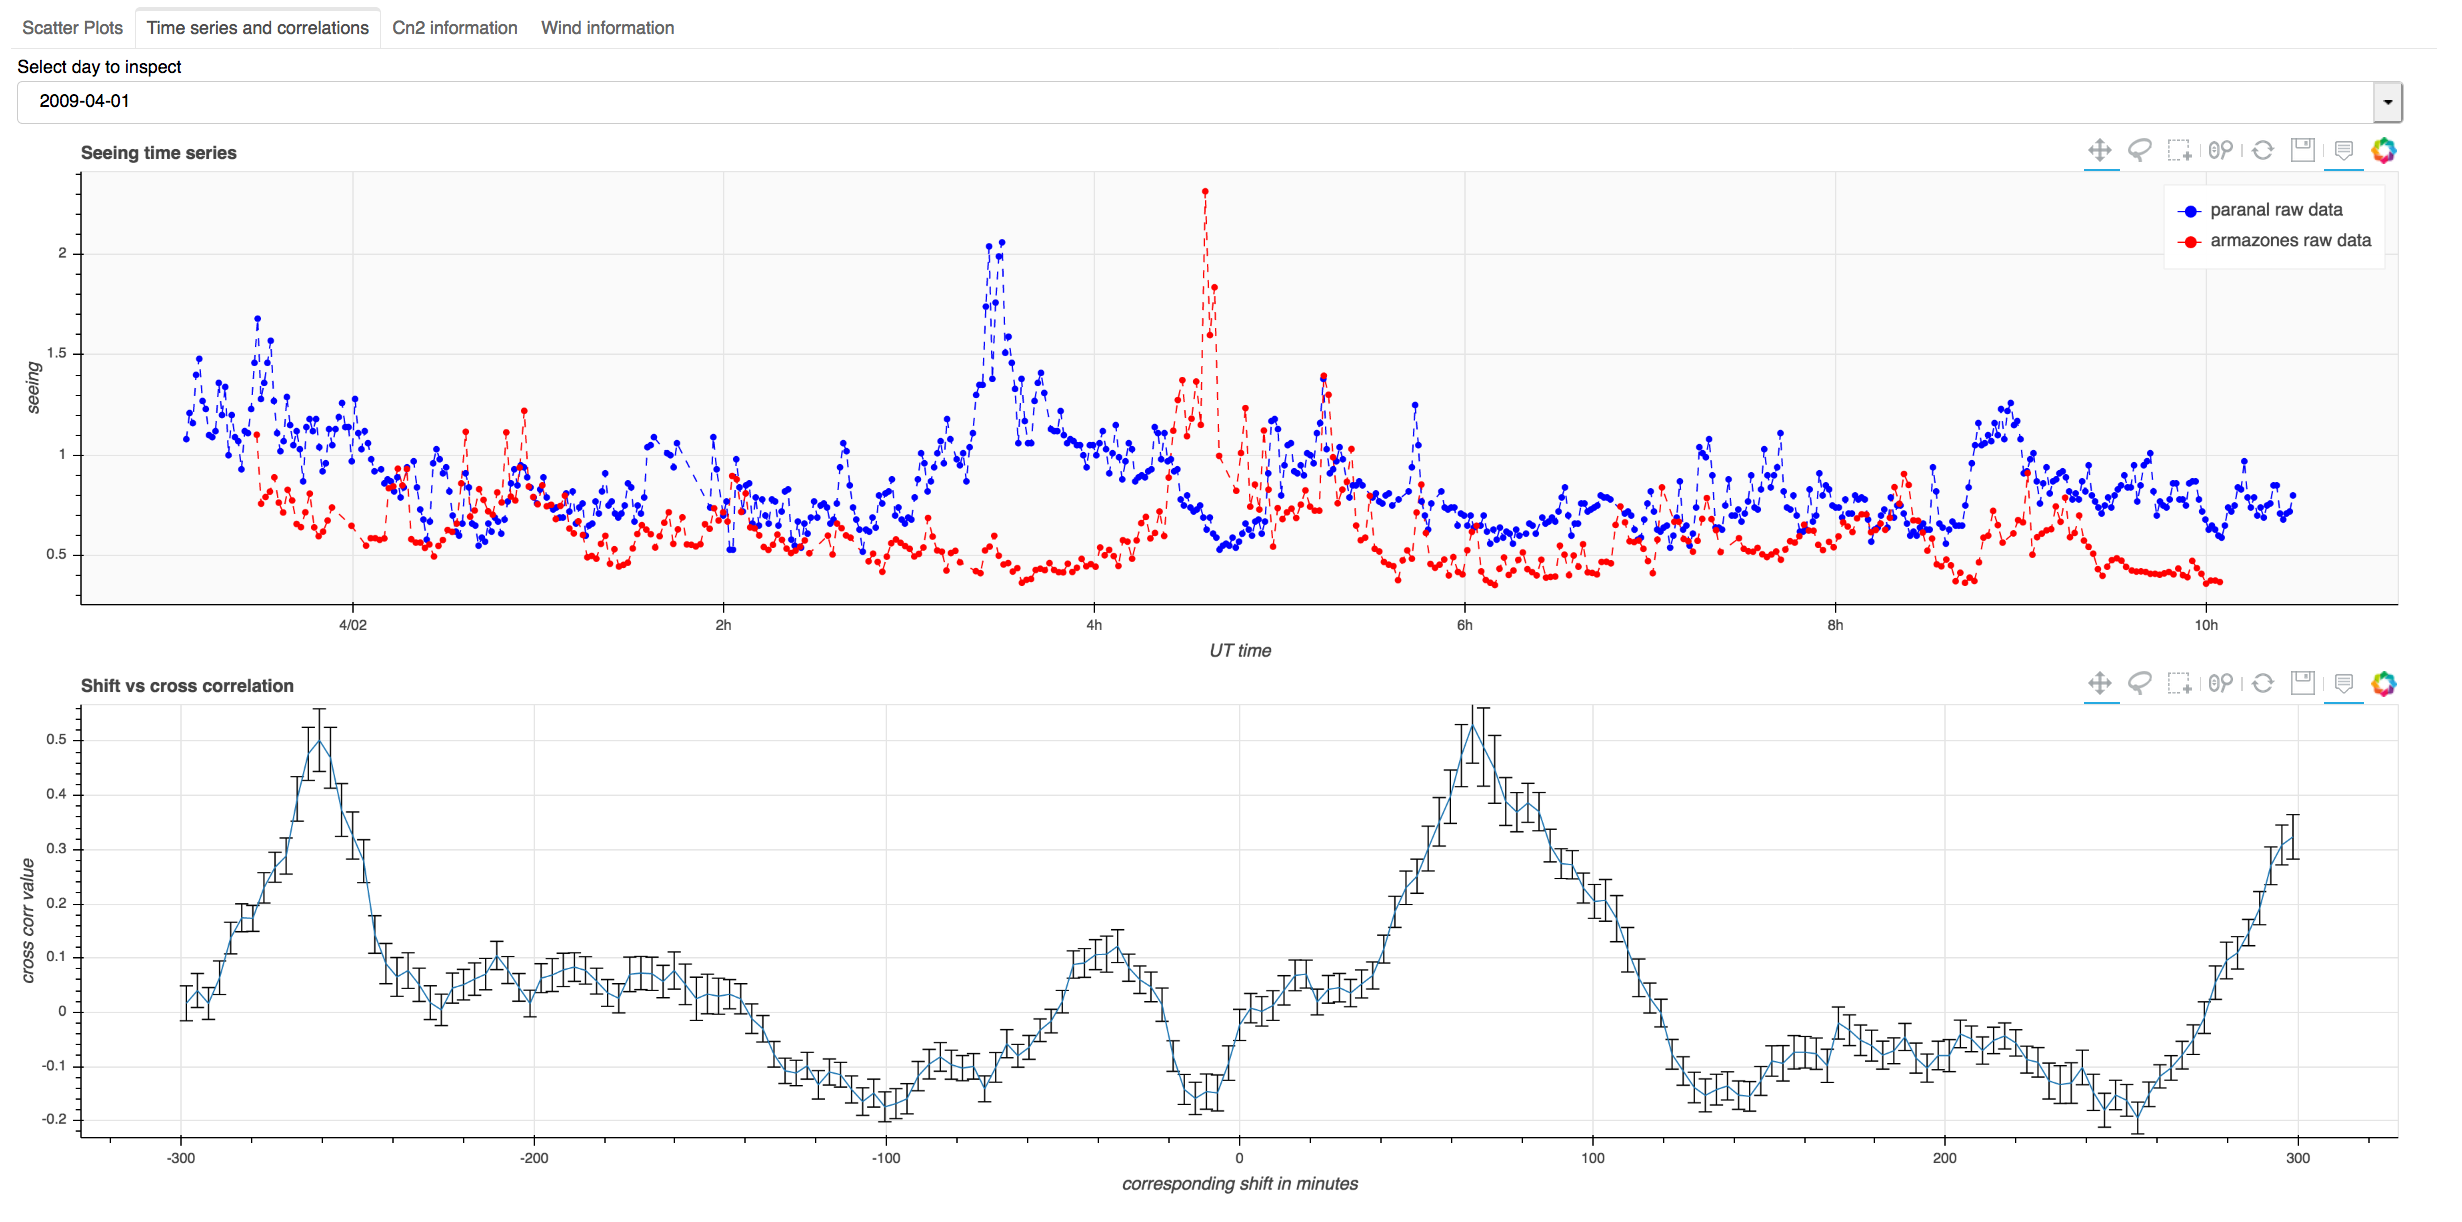 Scatter Plots Time series and correlations Cn2 information Wind information
Select day to inspect
2009-04-01
Seeing time series
paranal raw data
armazones raw data
2
1.5
1
0.5
seeing
4/02 2h 4h 6h 8h 10h
UT time
Shift vs cross correlation
0.5
0.4
0.3
0.2
0.1
0
-0.1
-0.2
cross corr value
-300 -200 -100 0 100 200 300
corresponding shift in minutes